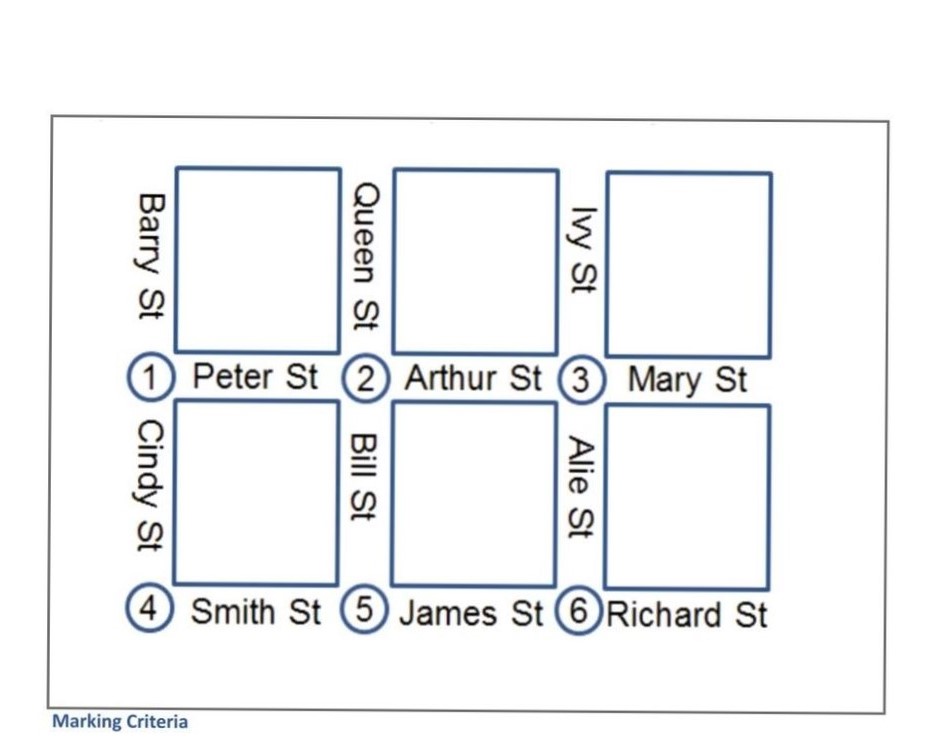 Barry St
Queen St
Ivy St
1 Peter St 2 Arthur St 3 Mary St
Cindy St
Bill St
Alie St
4 Smith St 5 James St 6 Richard St
Marking Criteria